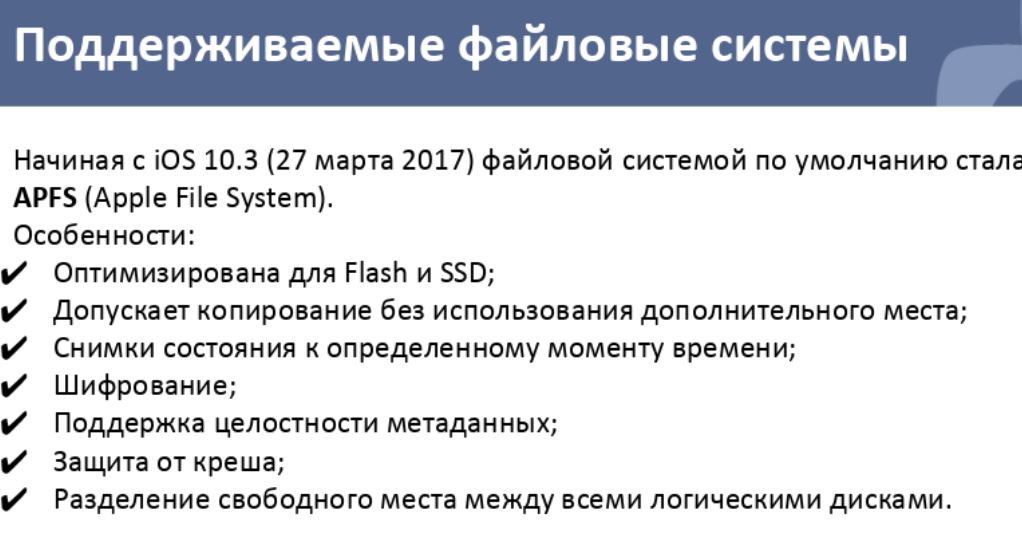 Поддерживаемые файловые системы
Начиная с iOS 10.3 (27 марта 2017) файловой системой по умолчанию стала
APFS (Apple File System).
Особенности:
✔ Оптимизирована для Flash и SSD;
✔ Допускает копирование без использования дополнительного места;
✔ Снимки состояния к определенному моменту времени;
✔ Шифрование;
✔ Поддержка целостности метаданных;
✔ Защита от креша;
✔ Разделение свободного места между всеми логическими дисками.